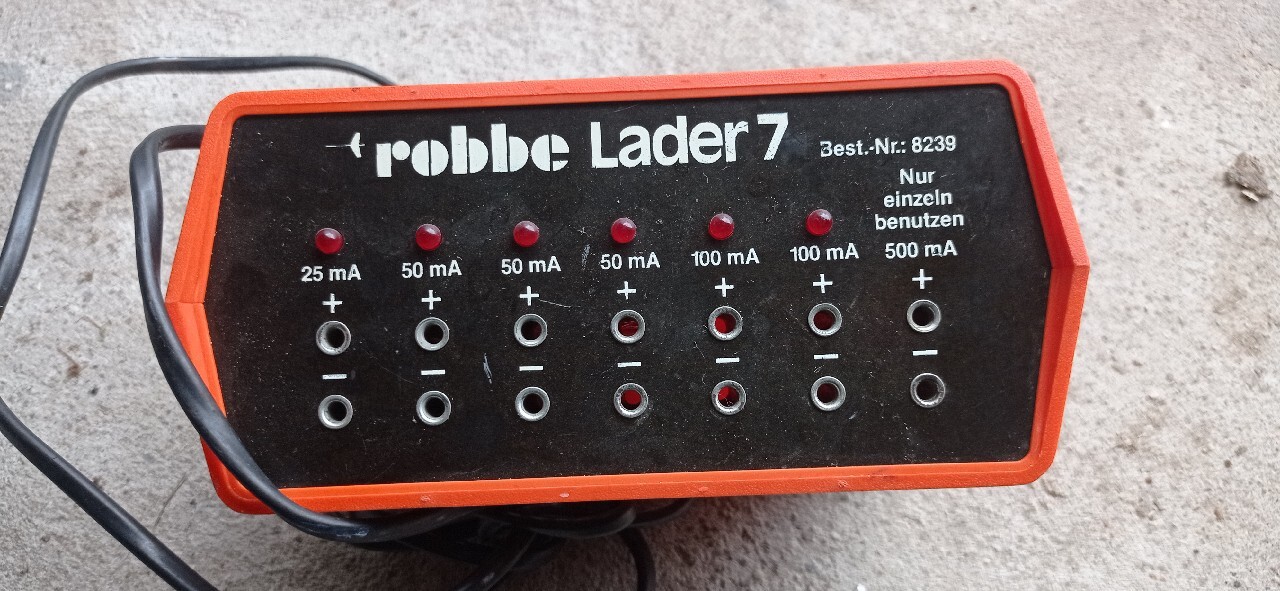 robbe Lader 7 Best.-Nr.: 8239
Nur
einzeln
benutzen
25 mA 50 mA 50 mA 50 mA 100 mA 100 mA 500 mA
+ + + + + + +
− − − − − − −